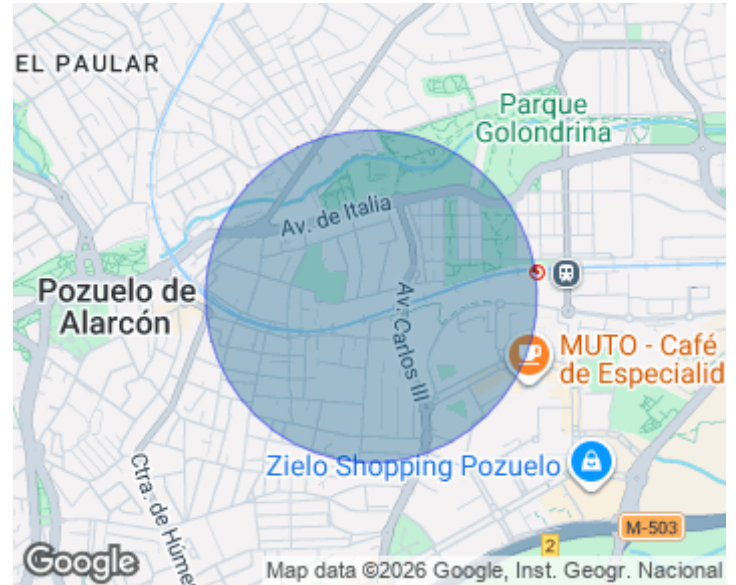 EL PAULAR
Parque
Golondrina
Av. de Italia
Pozuelo de
Alarcón
Av. Carlos III
MUTO - Café
de Especialid
Zielo Shopping Pozuelo
Ctra. de Húme
M-503
2
Google
Map data ©2026 Google, Inst. Geogr. Nacional